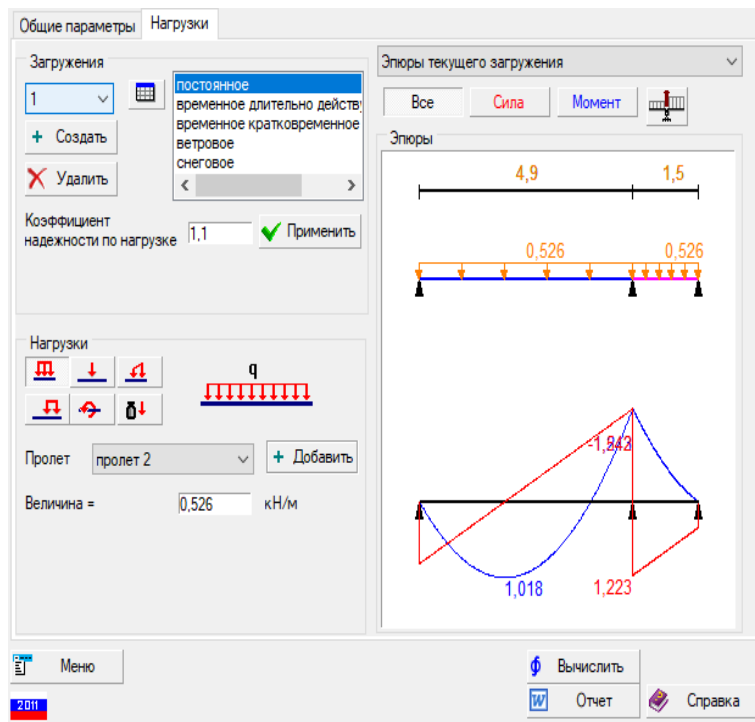 Общие параметры Нагрузки
Загружения
1
постоянное
временное длительно действ
временное кратковременное
ветровое
снеговое
+ Создать
Удалить
Коэффициент
надежности по нагрузке 1,1 Применить
Нагрузки
q
Пролет пролет 2 + Добавить
Величина = 0,526 кН/м
Эпюры текущего загружения
Все Сила Момент
Эпюры
4,9 1,5
0,526 0,526
1,018 1,223
Меню Вычислить
2011 W Отчет Справка